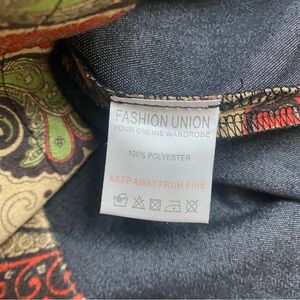 FASHION UNION
YOUR ONLINE WARDROBE
100% POLYESTER
KEEP AWAY FROM FIRE